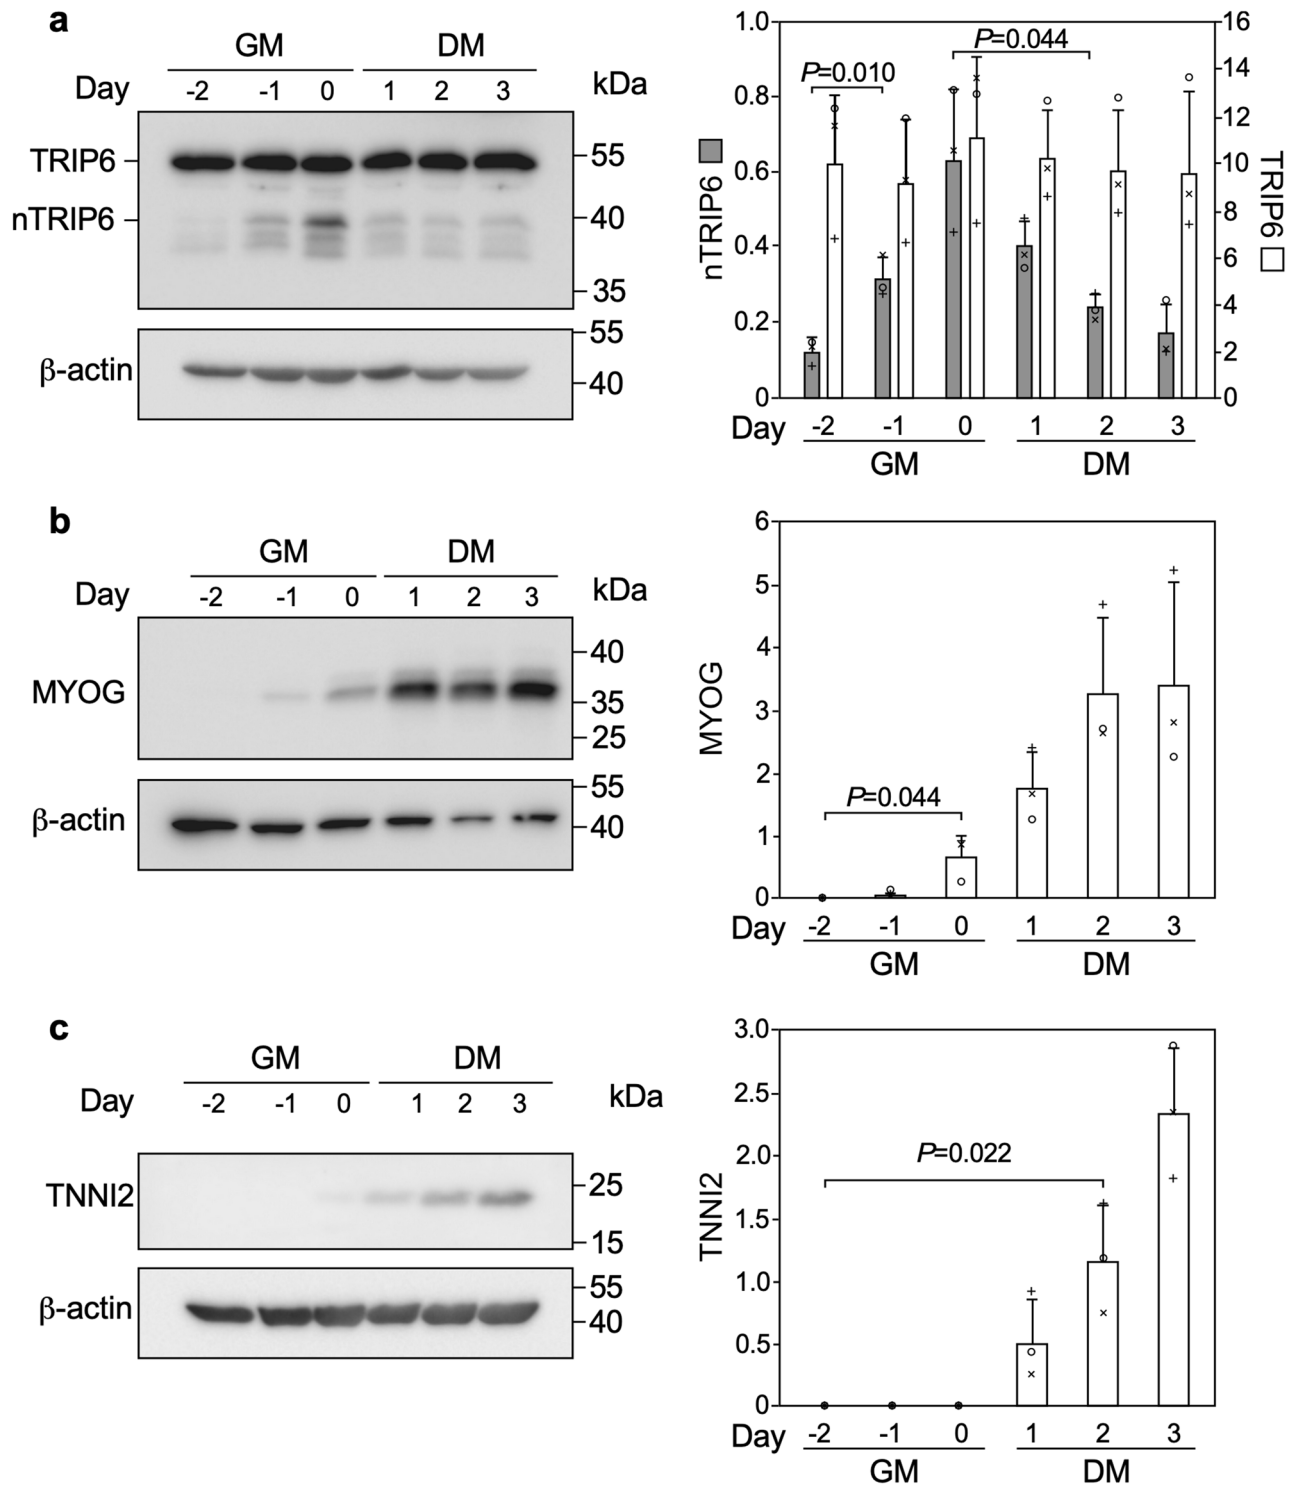 a
GM DM
Day -2 -1 0 1 2 3 kDa
TRIP6 55
nTRIP6 40
35
55
β-actin 40
nTRIP6
1.0
0.8
0.6
0.4
0.2
0
P=0.010
P=0.044
16
14
12
10
8
6
4
2
0
TRIP6
Day -2 -1 0 1 2 3
GM DM
b
GM DM
Day -2 -1 0 1 2 3 kDa
40
MYOG 35
25
55
β-actin 40
MYOG
6
5
4
3
2
1
0
P=0.044
Day -2 -1 0 1 2 3
GM DM
c
GM DM
Day -2 -1 0 1 2 3 kDa
TNNI2 25
15
55
β-actin 40
TNNI2
3.0
2.5
2.0
1.5
1.0
0.5
0
P=0.022
Day -2 -1 0 1 2 3
GM DM